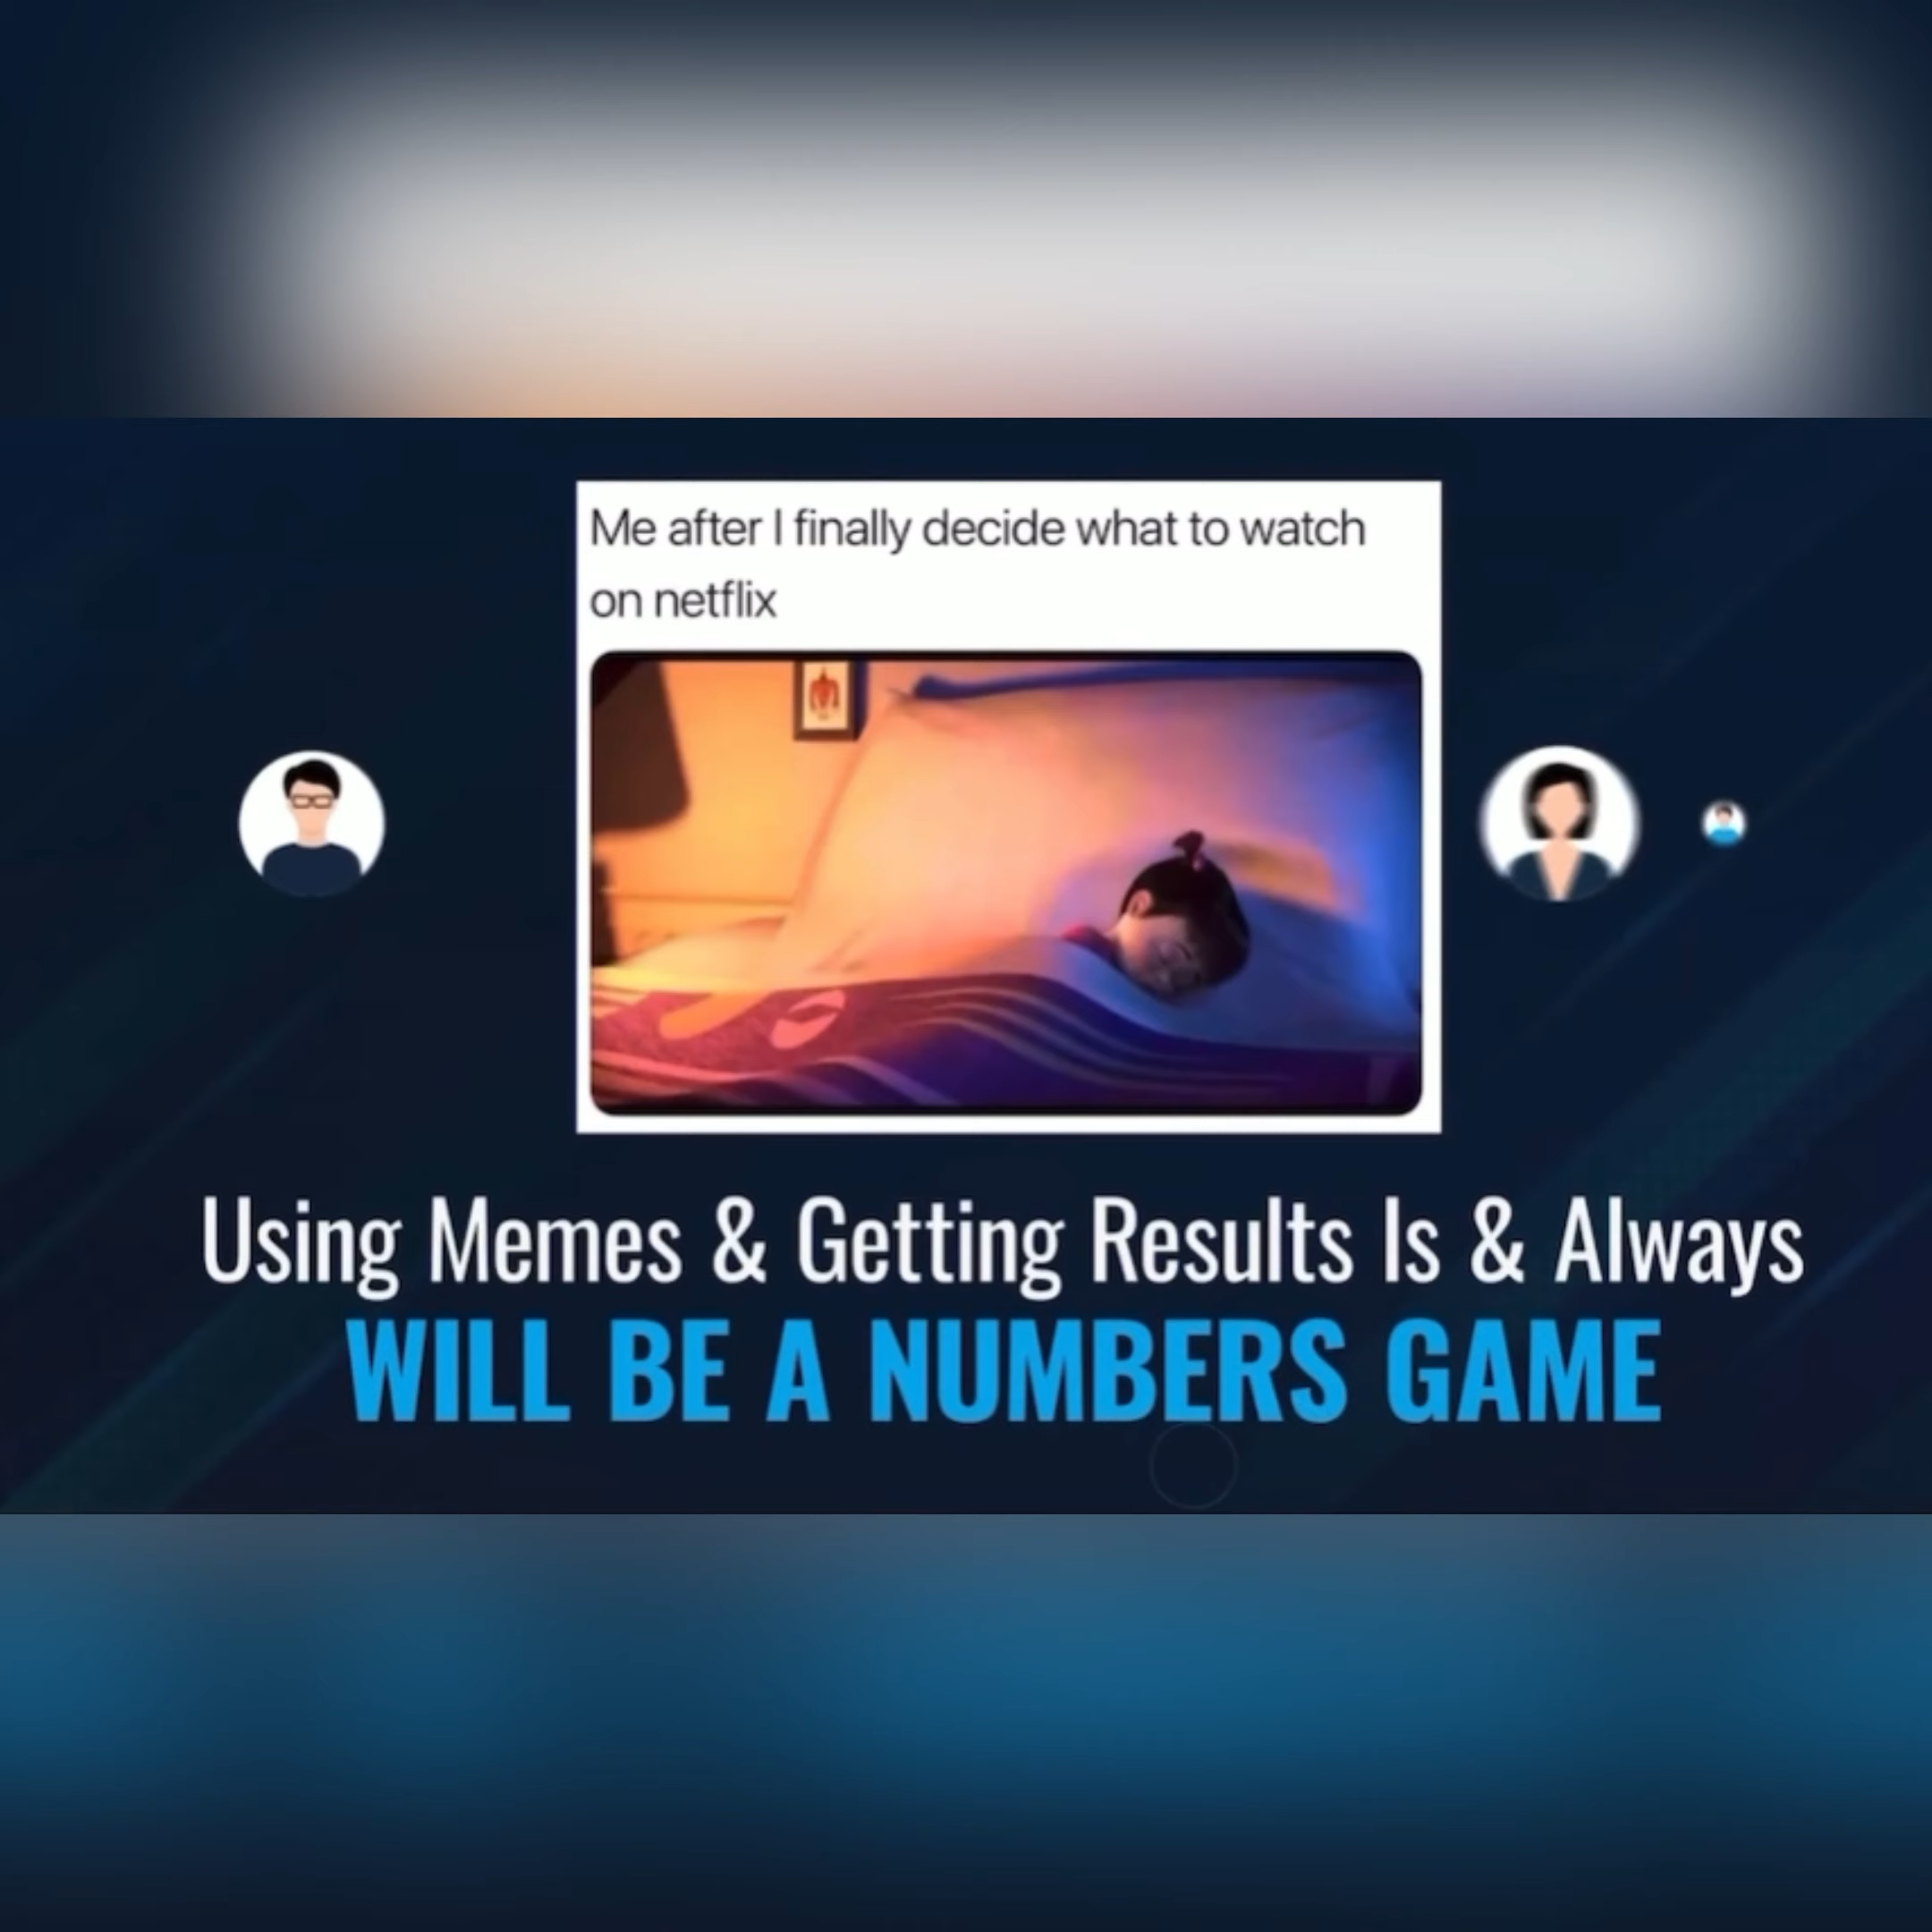 Me after I finally decide what to watch
on netflix
Using Memes & Getting Results Is & Always
WILL BE A NUMBERS GAME